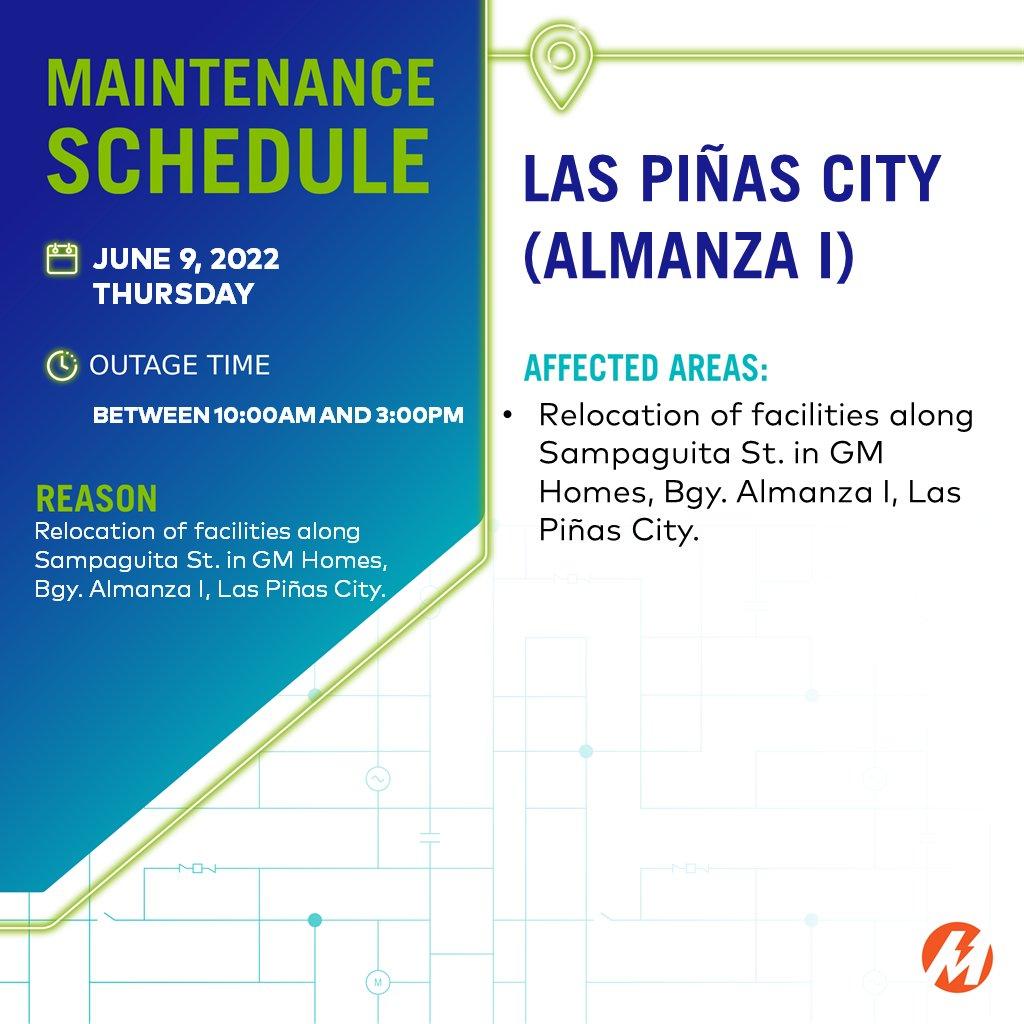 MAINTENANCE
SCHEDULE
JUNE 9, 2022
THURSDAY
OUTAGE TIME
BETWEEN 10:00AM AND 3:00PM
REASON
Relocation of facilities along
Sampaguita St. in GM Homes,
Bgy. Almanza I, Las Piñas City.
LAS PIÑAS CITY
(ALMANZA I)
AFFECTED AREAS:
• Relocation of facilities along
Sampaguita St. in GM
Homes, Bgy. Almanza I, Las
Piñas City.
M